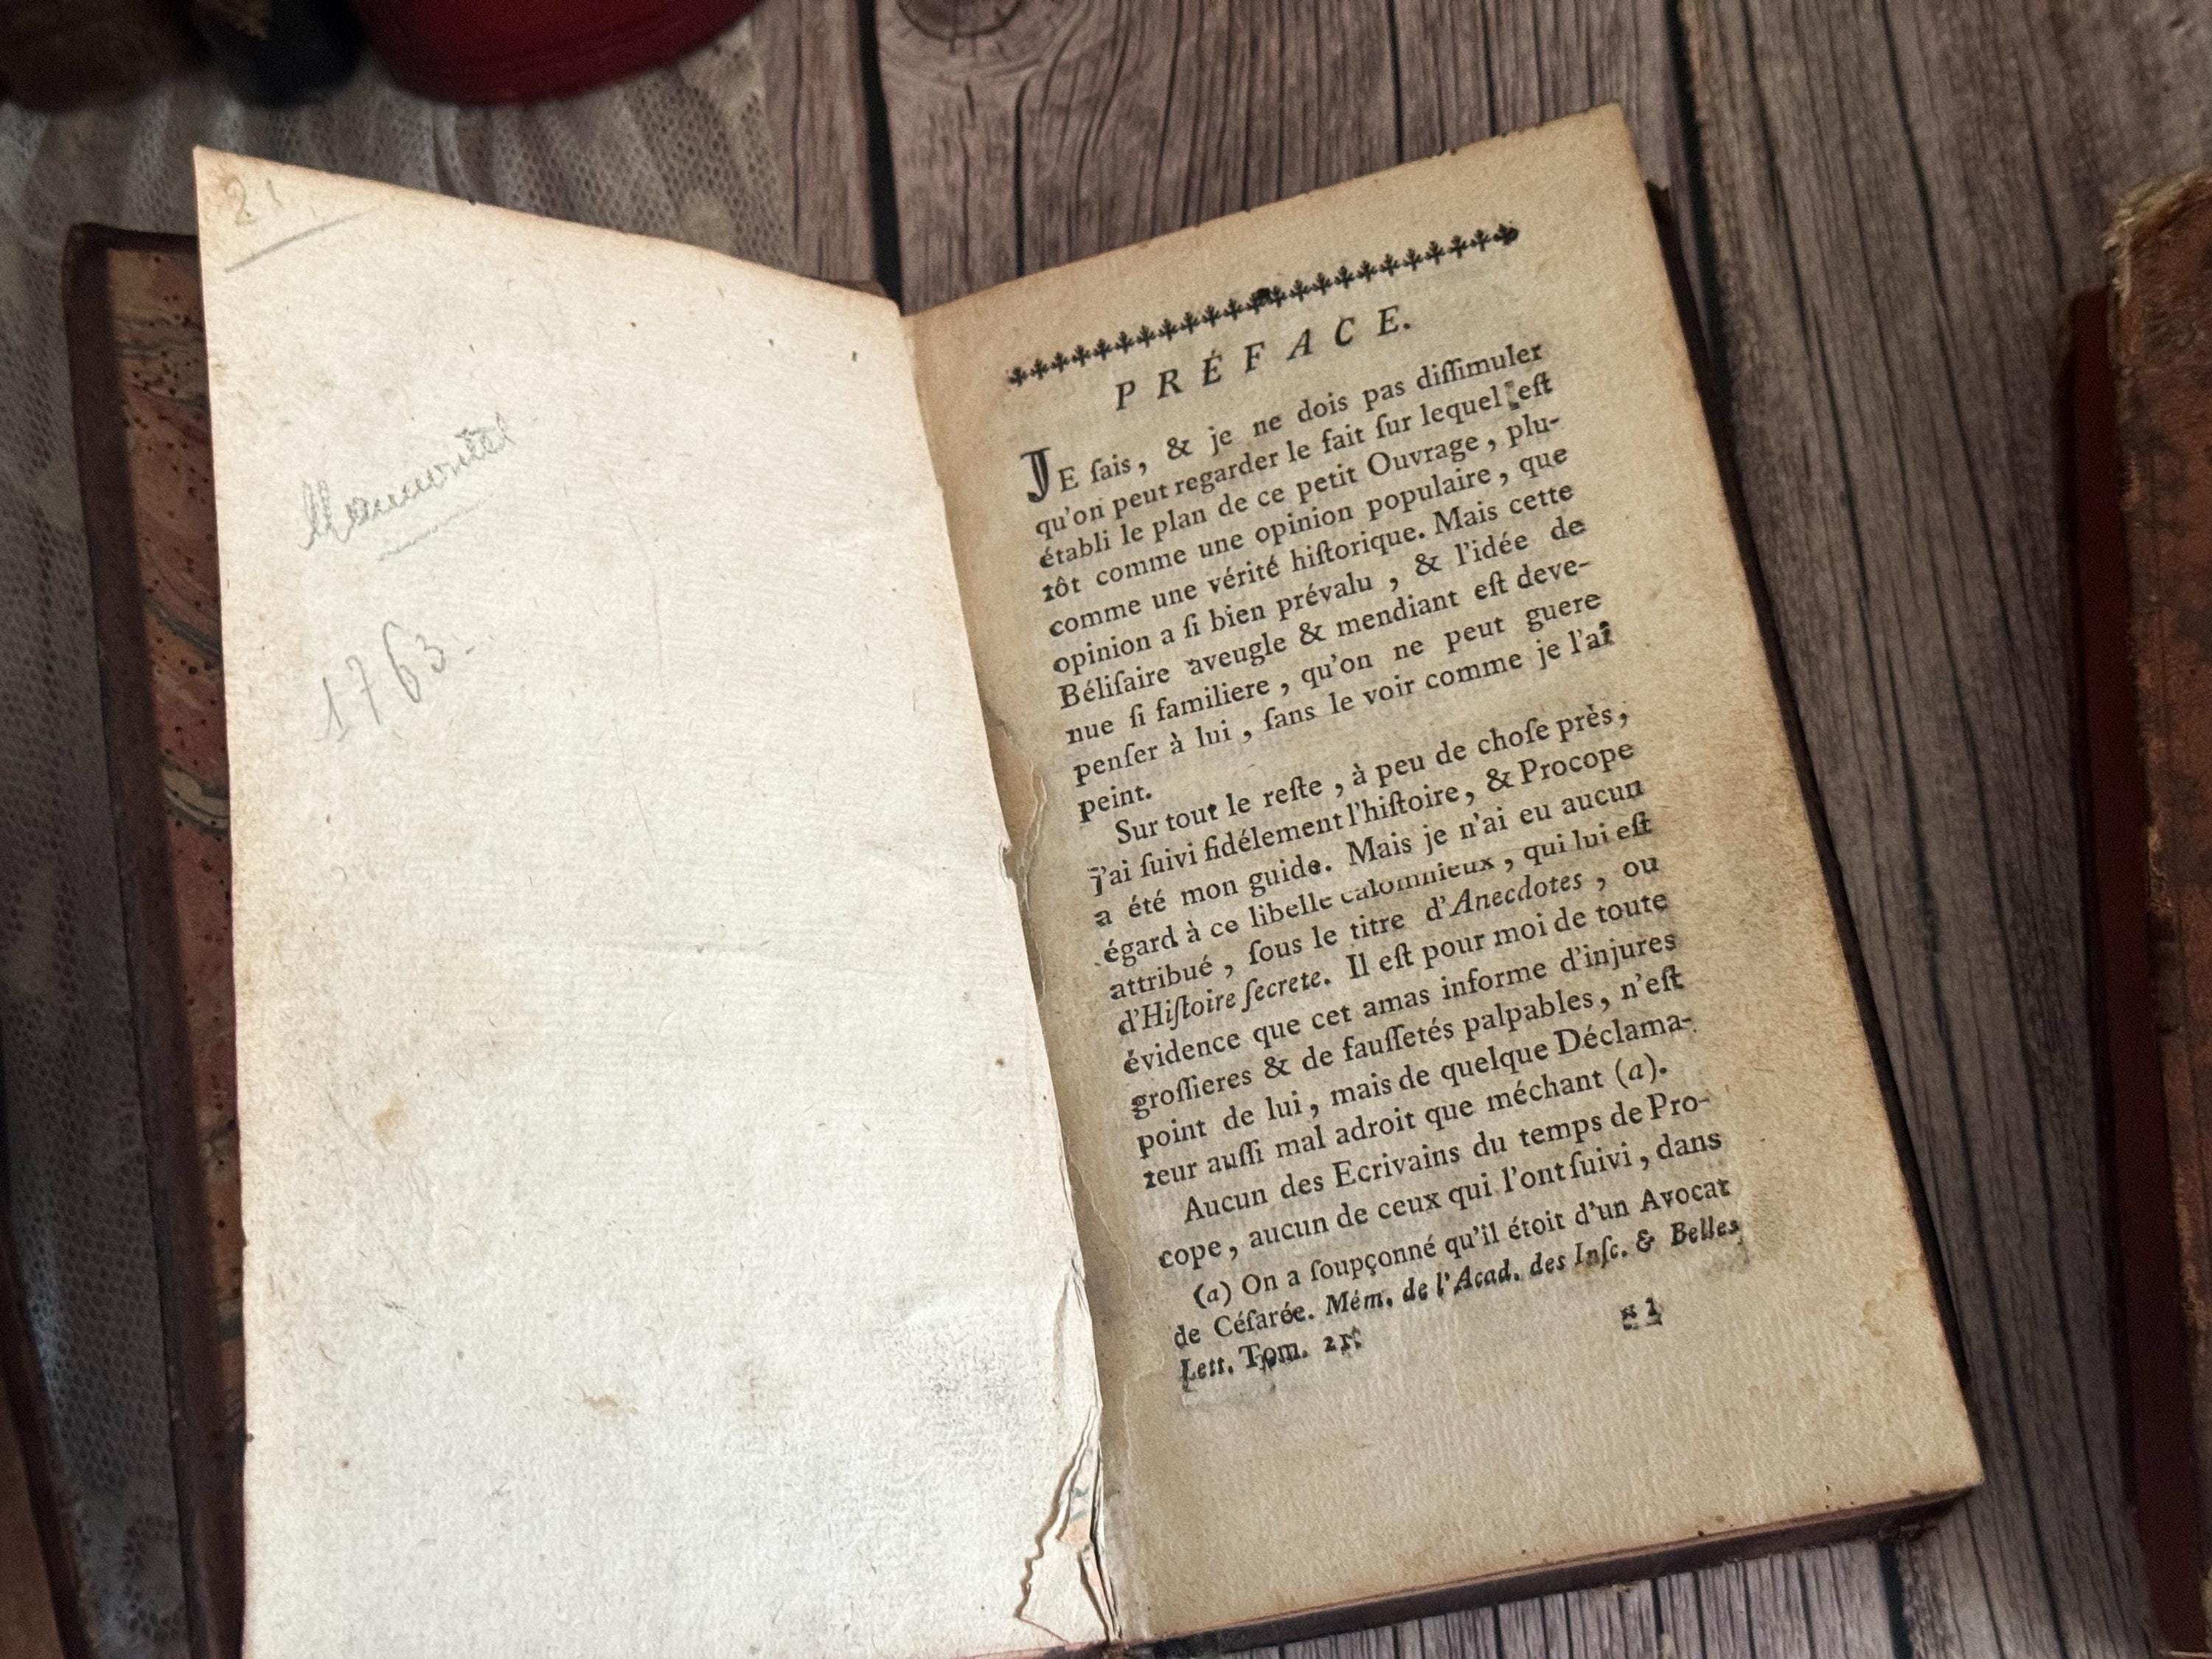 21.
Marmontel
1763.
PRÉFACE.
JE ſais, & je ne dois pas diſſimuler
qu'on peut regarder le fait ſur lequel eſt
établi le plan de ce petit Ouvrage, plu-
tôt comme une opinion populaire, que
comme une vérité hiſtorique. Mais cette
opinion a ſi bien prévalu, & l'idée de
Béliſaire aveugle & mendiant eſt deve-
nue ſi familiere, qu'on ne peut guere
penſer à lui, ſans le voir comme je l'ai
peint.
Sur tout le reſte, à peu de choſe près,
j'ai ſuivi fidélement l'hiſtoire, & Procope
a été mon guide. Mais je n'ai eu aucun
égard à ce libelle calomnieux, qui lui eſt
attribué, ſous le titre d'Anecdotes, ou
d'Hiſtoire ſecrete. Il eſt pour moi de toute
évidence que cet amas informe d'injures
groſſieres & de fauſſetés palpables, n'eſt
point de lui, mais de quelque Déclama-
teur auſſi mal adroit que méchant (a).
Aucun des Ecrivains du temps de Pro-
cope, aucun de ceux qui l'ont ſuivi, dans
(a) On a ſoupçonné qu'il étoit d'un Avocat
de Céſarée. Mém. de l'Acad. des Inſc. & Belles
Lett. Tom. 21.